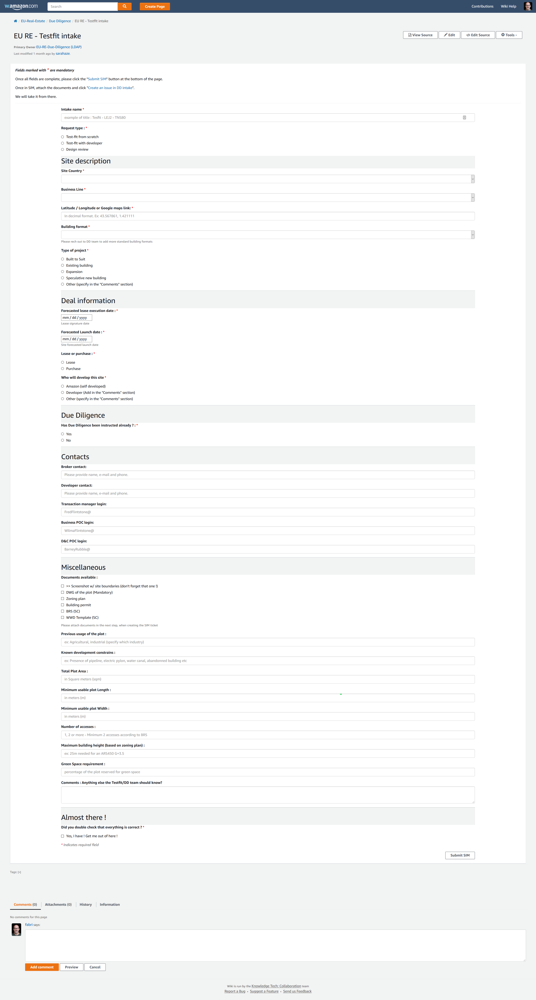 w.amazon.com
Search
Create Page
Contributions
Wiki Help
/ EU-Real-Estate / Due Diligence / EU RE - Testfit intake
EU RE - Testfit intake
View Source
Edit
</> Edit Source
Tools
Primary Owner EU-RE-Due-Diligence (LDAP)
Last modified 1 month ago by sarahaze.
Fields marked with * are mandatory
Once all fields are complete, please click the "Submit SIM" button at the bottom of the page.
Once in SIM, attach the documents and click "Create an issue in DD intake".
We will take it from there.
Intake name *
example of title : Tesfit - LEJ2 - TNS80
Request type : *
Test-fit from scratch
Test-fit with developer
Design review
Site description
Site Country *
Business Line *
Latitude / Longitude or Google maps link: *
In decimal format. Ex: 43.567861, 1.421111
Building format *
Please rech out to DD team to add more standard building formats
Type of project *
Built to Suit
Existing building
Expansion
Speculative new building
Other (specify in the "Comments" section)
Deal information
Forecasted lease execution date : *
mm / dd / yyyy
Lease signature date
Forecasted Launch date : *
mm / dd / yyyy
Site forecasted launch date
Lease or purchase : *
Lease
Purchase
Who will develop this site *
Amazon (self developed)
Developer (Add in the "Comments" section)
Other (specify in the "Comments" section)
Due Diligence
Has Due Diligence been instructed already ? : *
Yes
No
Contacts
Broker contact:
Please provide name, e-mail and phone.
Developer contact:
Please provide name, e-mail and phone.
Transaction manager login:
FredFlintstone@
Business POC login:
WilmaFlintstone@
D&C POC login:
BarneyRubble@
Miscellaneous
Documents available :
>> Screenshot w/ site boundaries (don't forget that one !)
DWG of the plot (Mandatory)
Zoning plan
Building permit
BRS (SC)
WWD Template (SC)
Please attach documents in the next step, when creating the SIM ticket
Previous usage of the plot :
ex: Agricultural, industrial (specify which industry)
Known development constrains :
ex: Presence of pipeline, electric pylon, water canal, abandonned building etc
Total Plot Area :
in Square meters (sqm)
Minimum usable plot Length :
in meters (m)
Minimum usable plot Width :
in meters (m)
Number of accesses :
1, 2 or more - Minimum 2 accesses according to BRS
Maximum building height (based on zoning plan) :
ex: 25m needed for an ARS450 G+3.5
Green Space requirement :
percentage of the plot reserved for green space
Comments : Anything else the Testfit/DD team should know?
Almost there !
Did you double check that everything is correct ? *
Yes, I have ! Get me out of here !
* Indicates required field
Submit SIM
Tags: [+]
Comments (0)
Attachments (0)
History
Information
No comments for this page
fabri says:
Add comment
Preview
Cancel
Wiki is run by the Knowledge Tech: Collaboration team
Report a Bug • Suggest a Feature • Send us Feedback